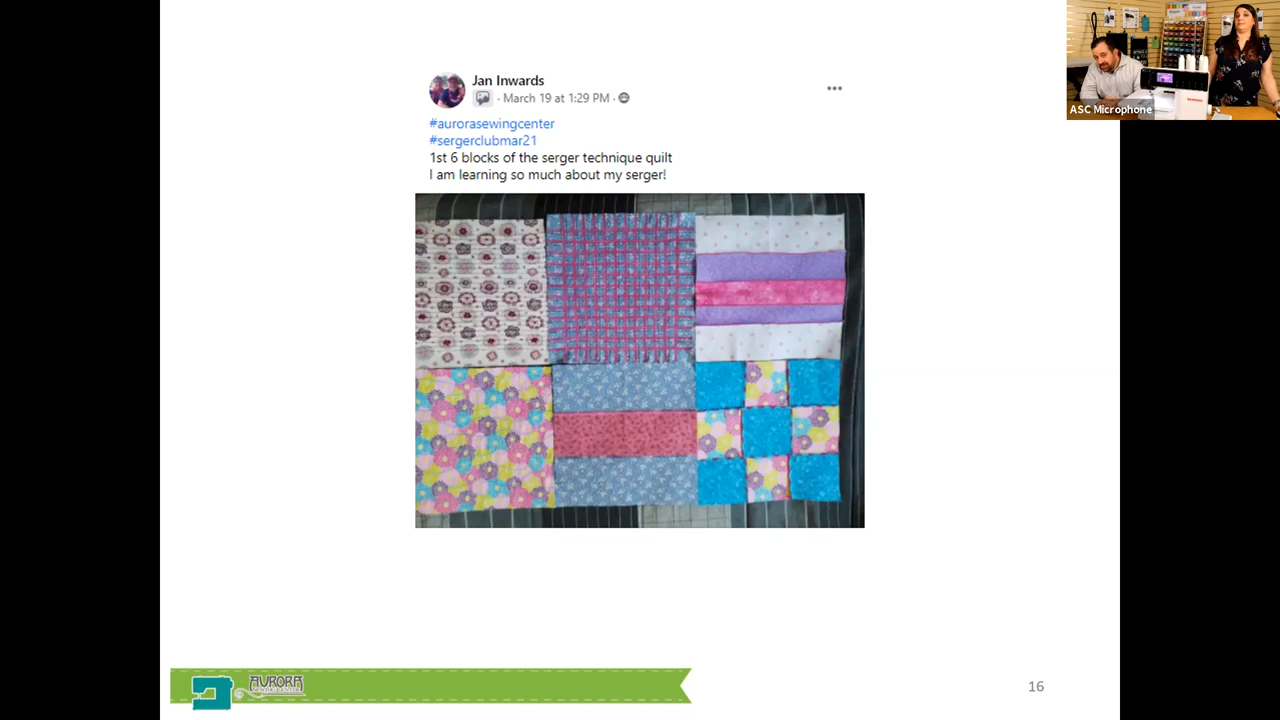 Jan Inwards
· March 19 at 1:29 PM ·
#aurorasewingcenter
#sergerclubmar21
1st 6 blocks of the serger technique quilt
I am learning so much about my serger!
ASC Microphone
AURORA
16